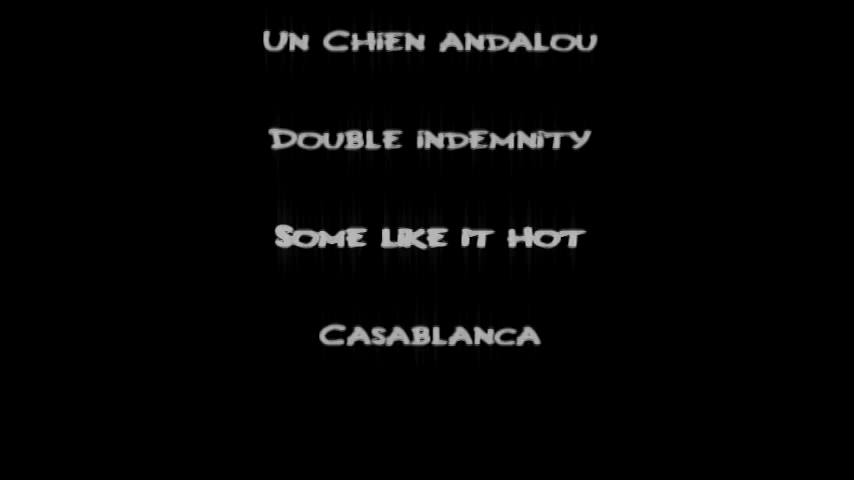 Un Chien Andalou
Double Indemnity
Some Like It Hot
Casablanca